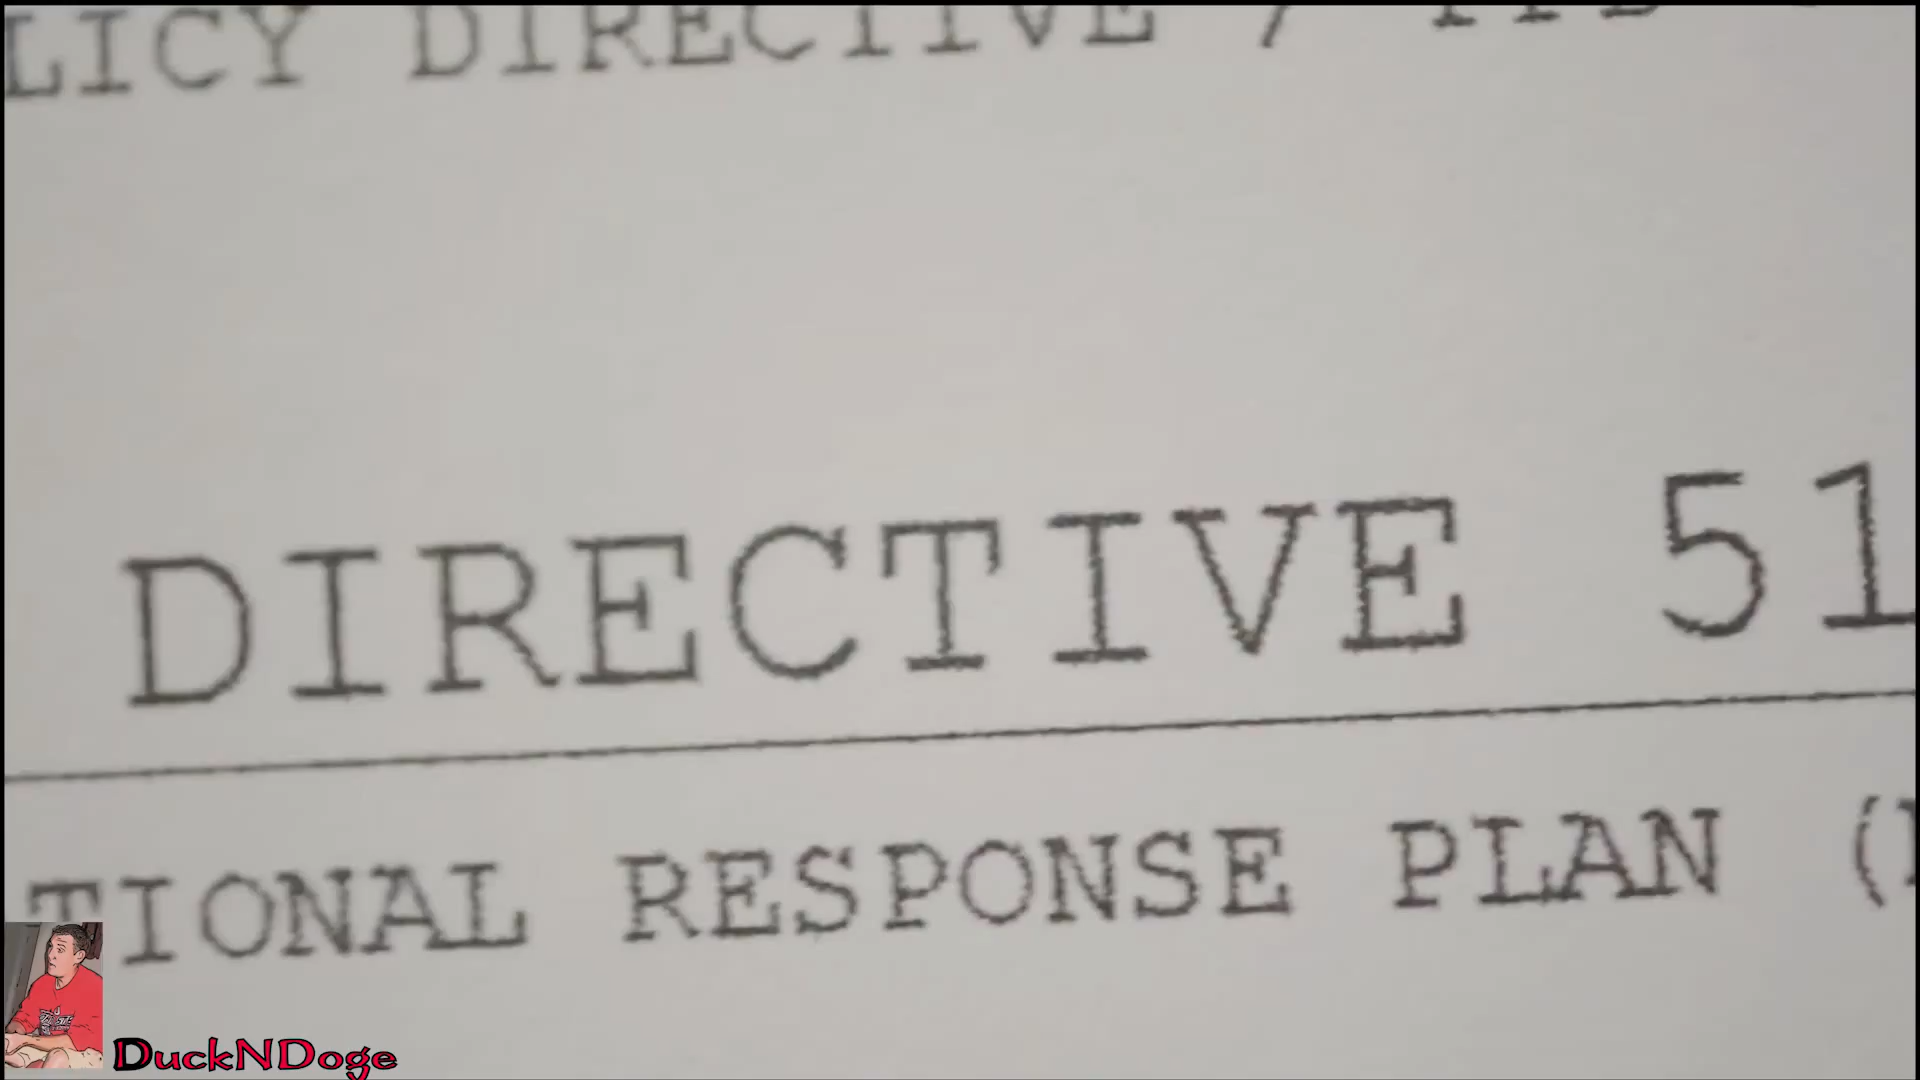 LICY DIRECTIVE /
DIRECTIVE 51
TIONAL RESPONSE PLAN (
DuckNDoge